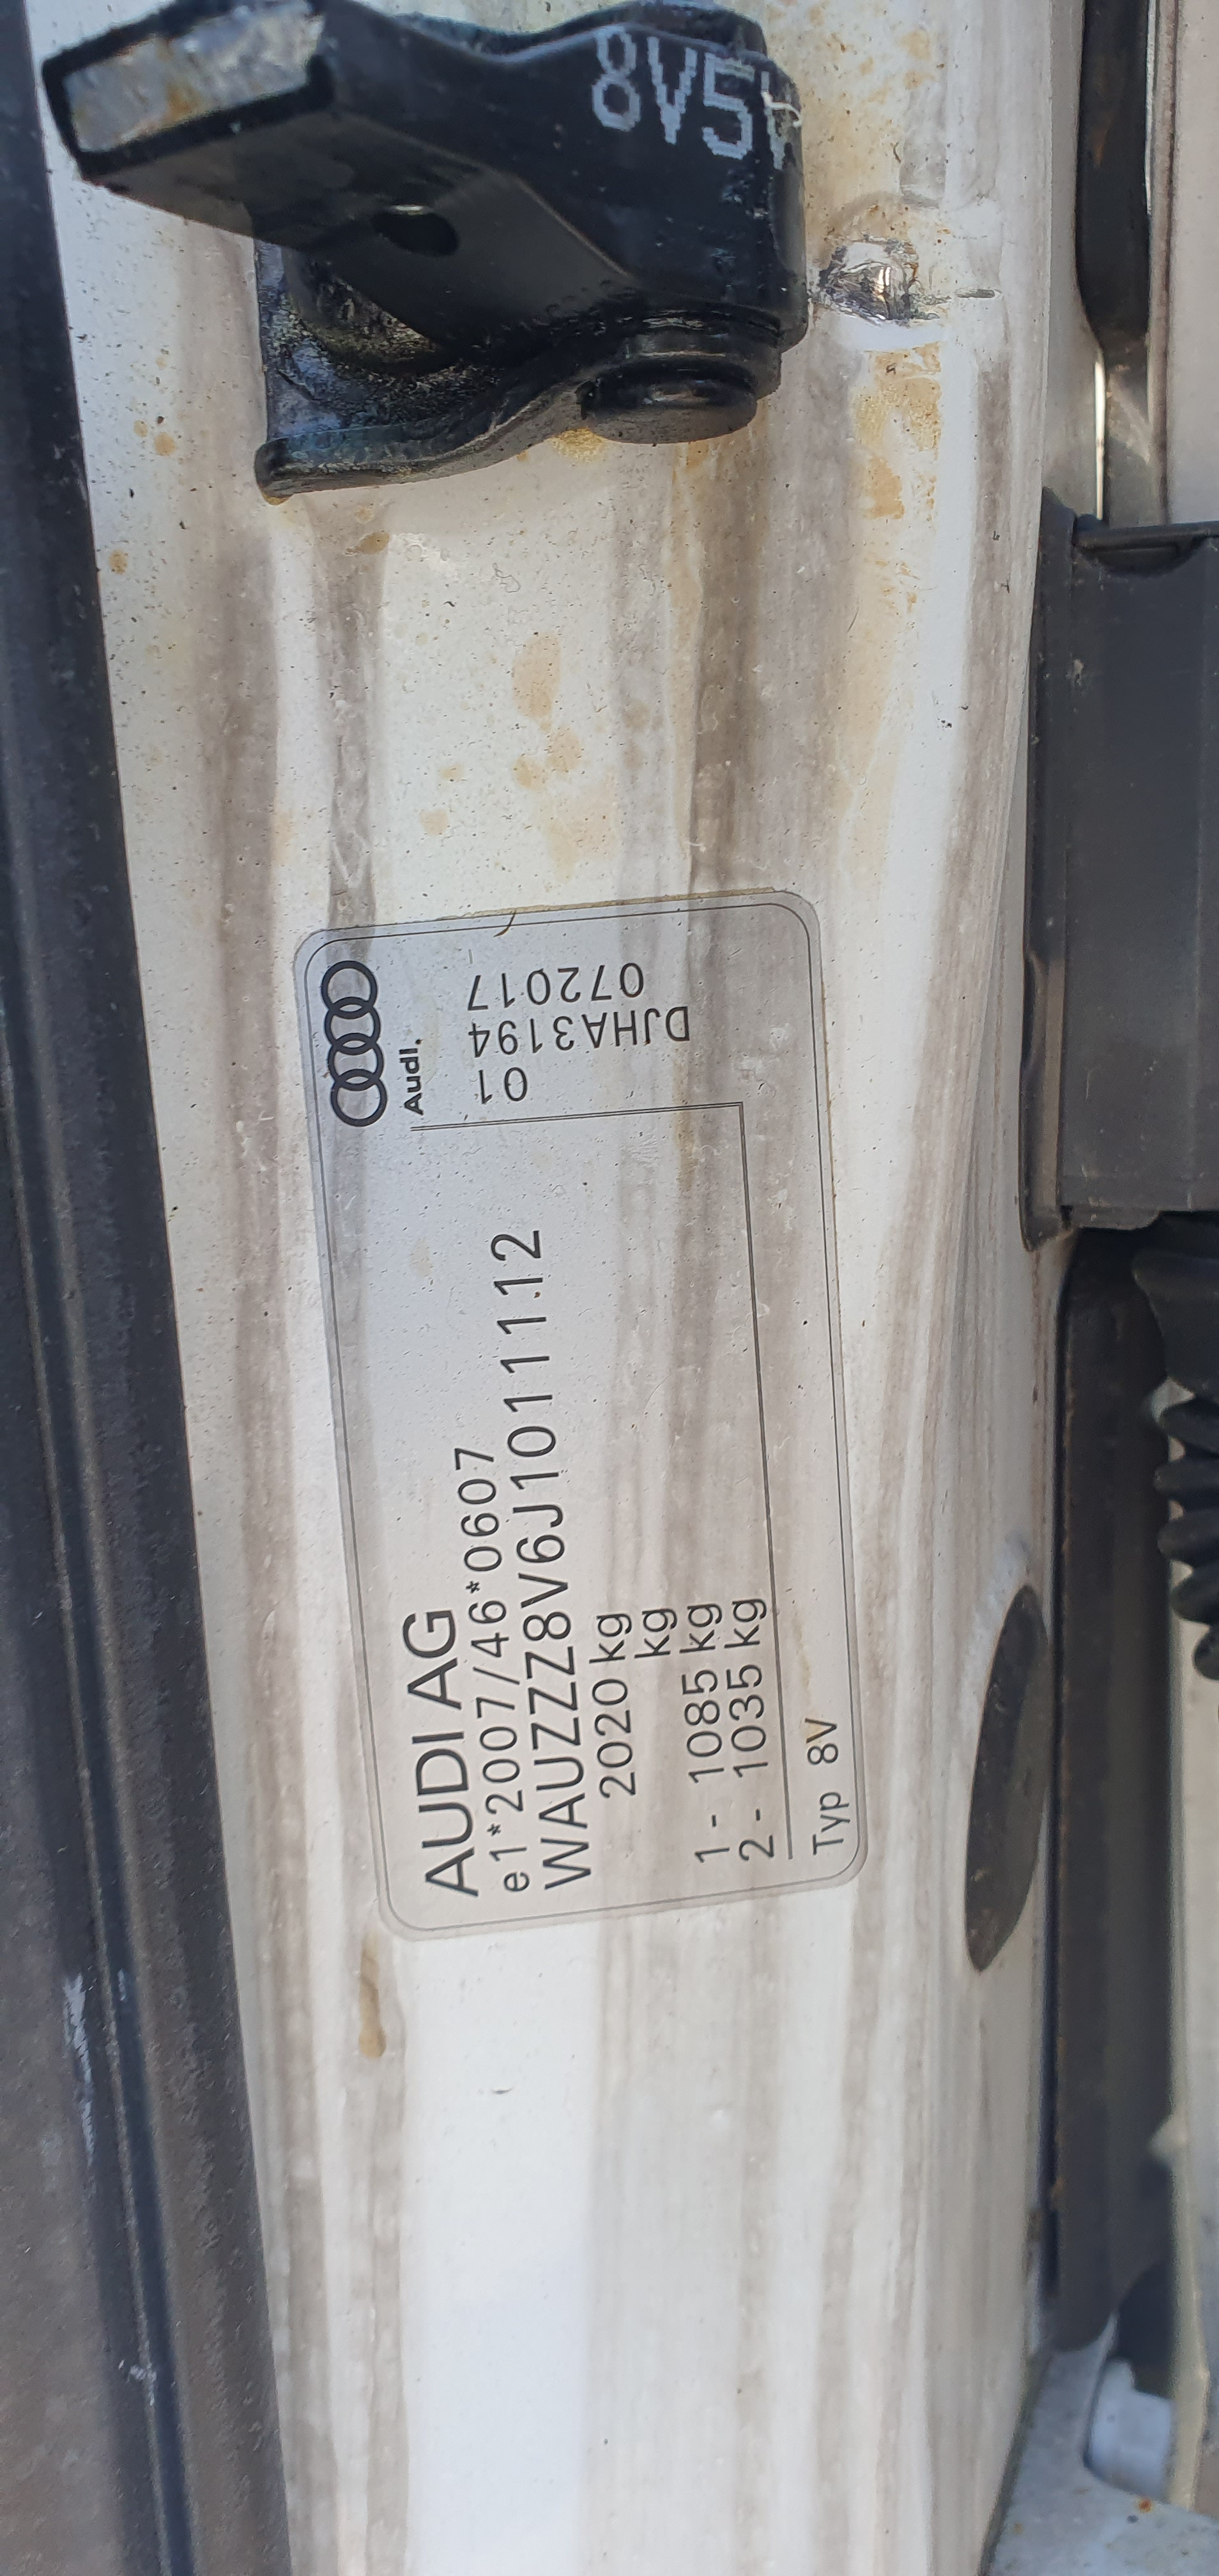 8V5
Audi
AUDI AG
e1*2007/46*0607
WAUZZZ8V6J1011112
2020 kg
kg
1 - 1085 kg
2 - 1035 kg
Typ 8V
01
DJHA3194
072017